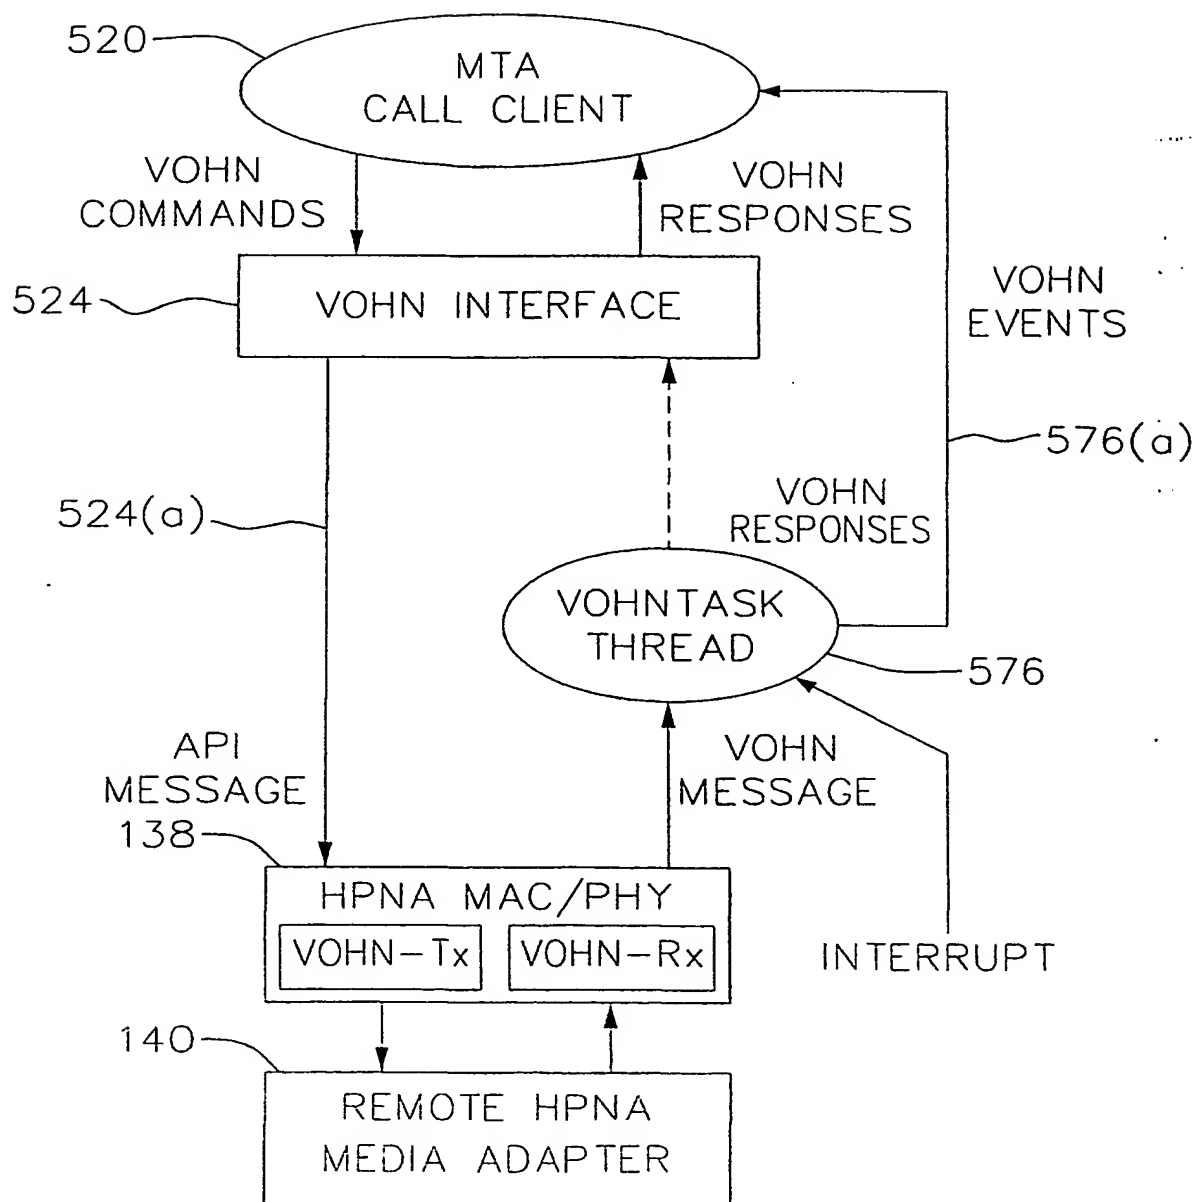 520
MTA
CALL CLIENT
VOHN
COMMANDS
VOHN
RESPONSES
524
VOHN INTERFACE
VOHN
EVENTS
576(a)
524(a)
VOHN
RESPONSES
VOHNTASK
THREAD
576
API
MESSAGE
VOHN
MESSAGE
138
HPNA MAC/PHY
VOHN-Tx
VOHN-Rx
INTERRUPT
140
REMOTE HPNA
MEDIA ADAPTER